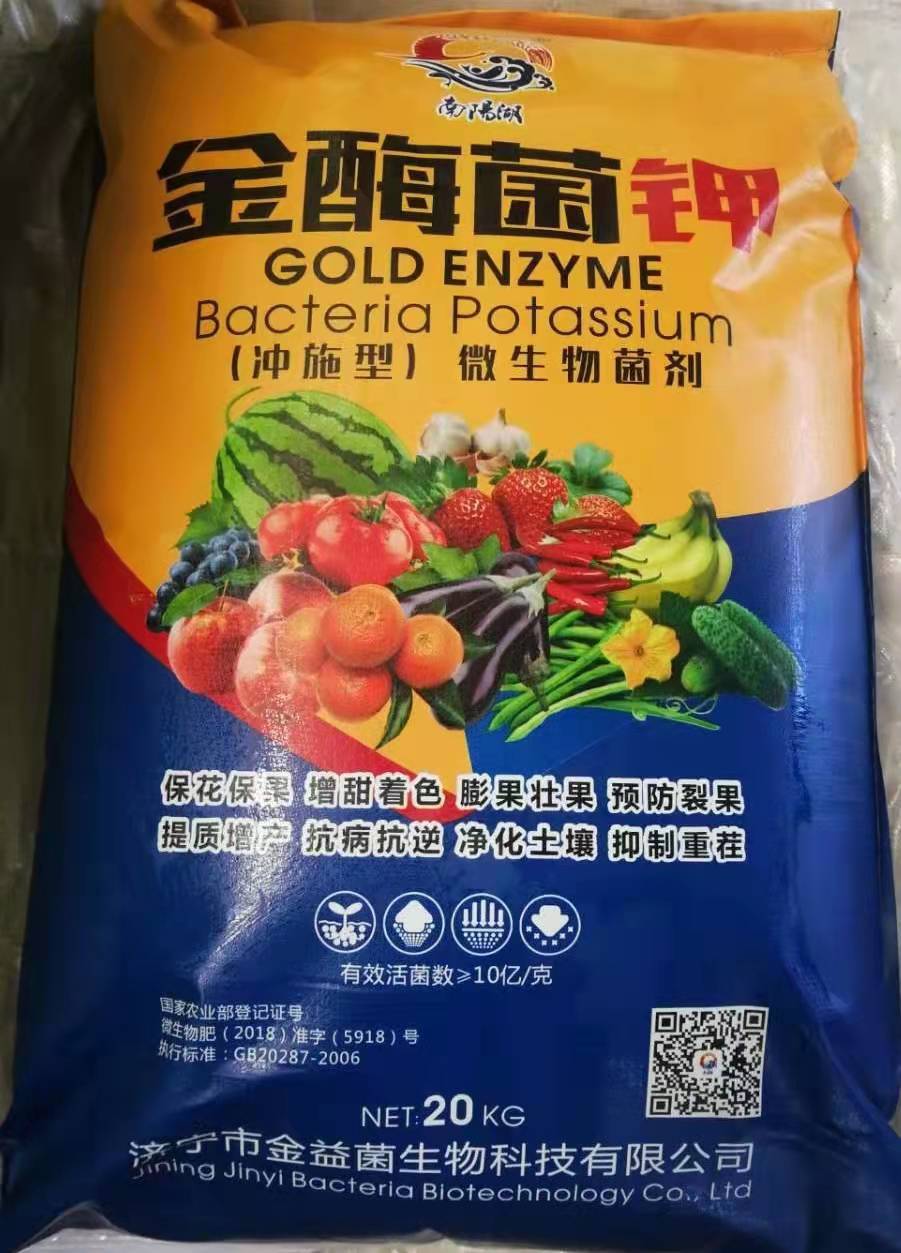 南陽湖
金酶菌钾
GOLD ENZYME
Bacteria Potassium
(冲施型) 微生物菌剂
保花保果 增甜着色 膨果壮果 预防裂果
提质增产 抗病抗逆 净化土壤 抑制重茬
有效活菌数≥10亿/克
国家农业部登记证号
微生物肥(2018)准字(5918)号
执行标准:GB20287-2006
NET:20 KG
济宁市金益菌生物科技有限公司
Jining Jinyi Bacteria Biotechnology Co., Ltd